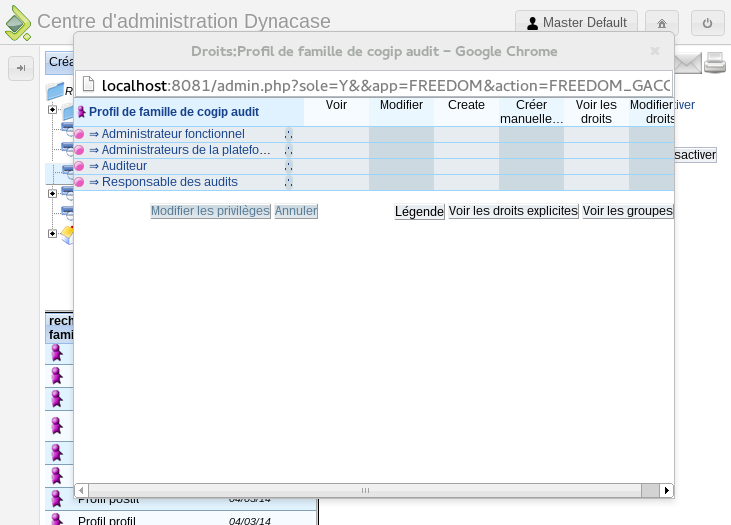 Centre d'administration Dynacase
Master Default
Droits:Profil de famille de cogip audit – Google Chrome
localhost:8081/admin.php?sole=Y&&app=FREEDOM&action=FREEDOM_GACC
Créa
R
Profil de famille de cogip audit
Voir
Modifier
Create
Créer manuelle…
Voir les droits
Modifier droits
tiver
⇒ Administrateur fonctionnel
⇒ Administrateurs de la platefo…
⇒ Auditeur
⇒ Responsable des audits
sactiver
Modifier les privilèges
Annuler
Légende
Voir les droits explicites
Voir les groupes
rech
fami
Profil postit
04/03/14
Profil profil
04/03/14